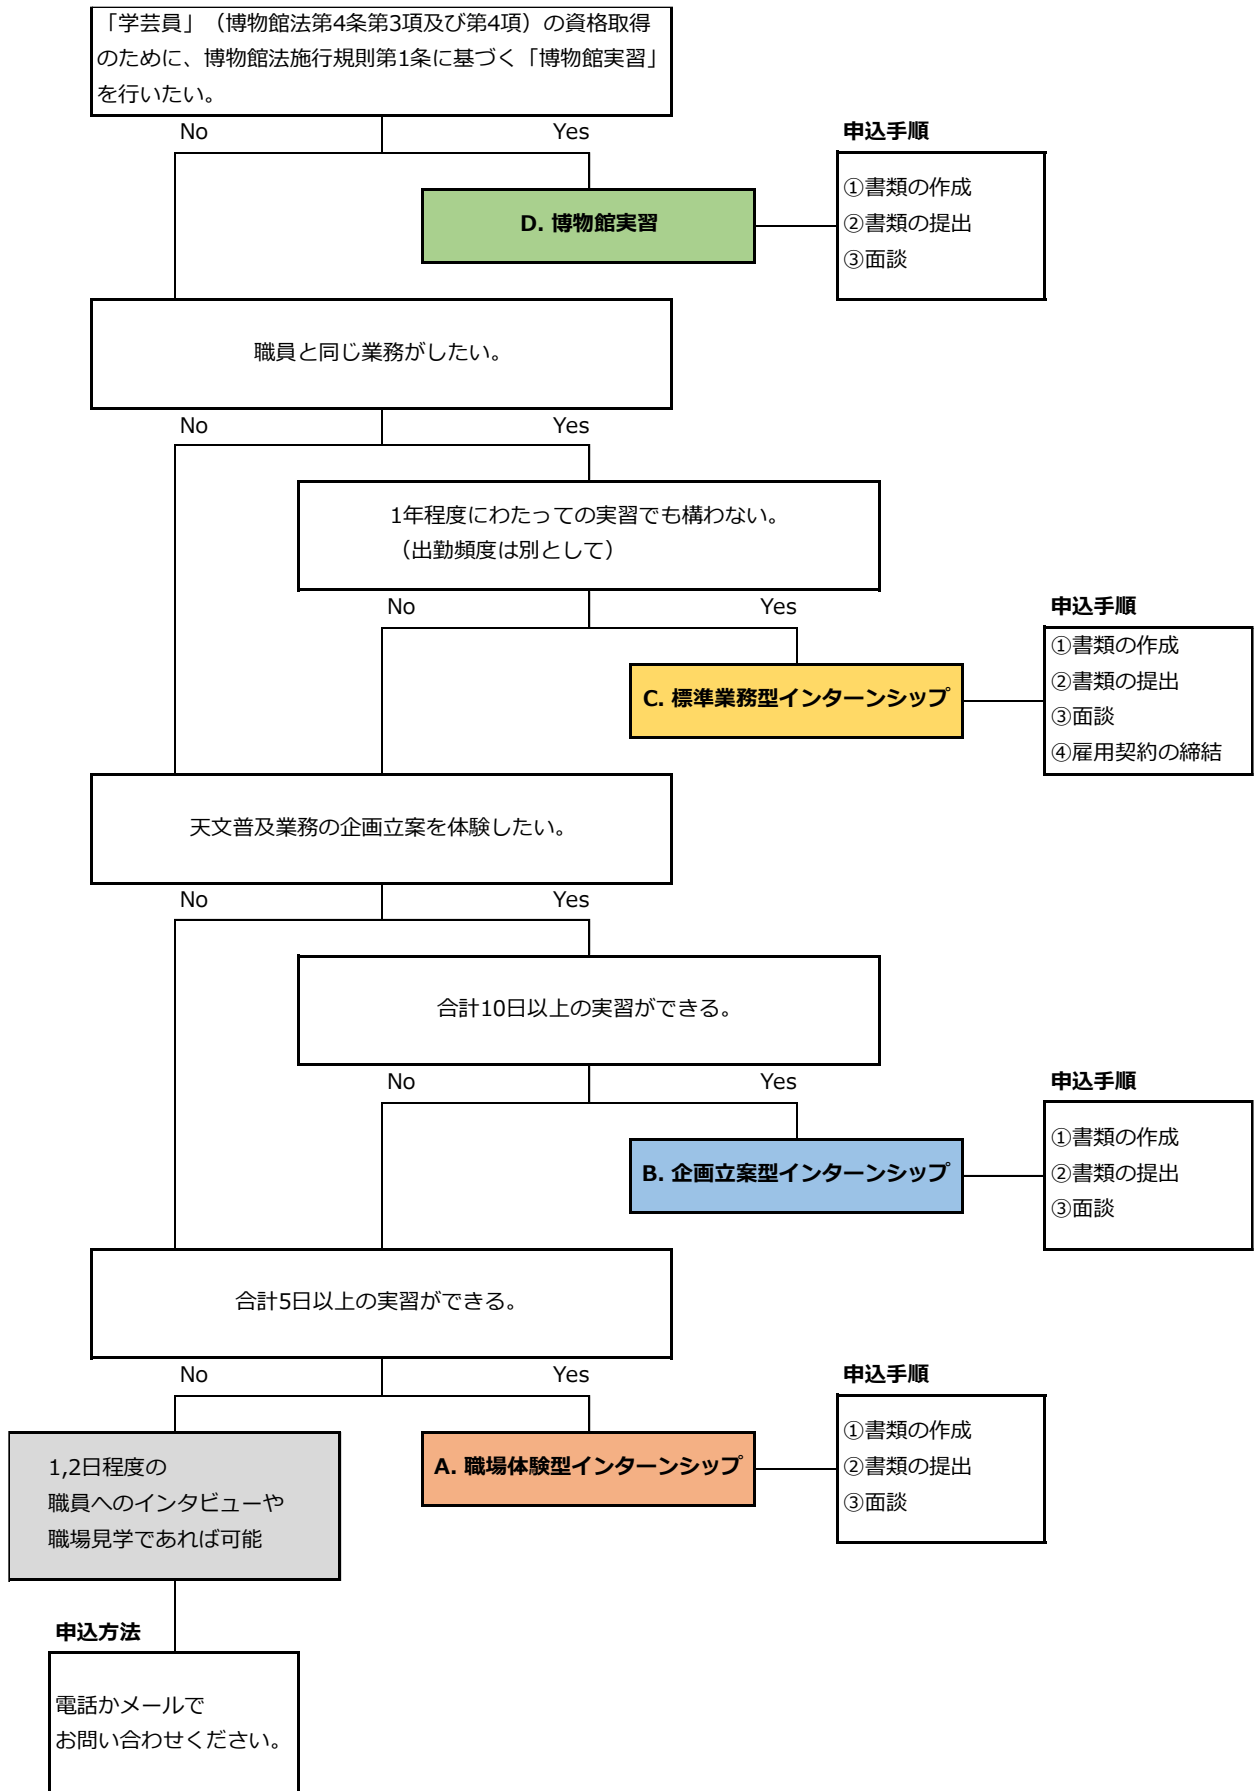 「学芸員」（博物館法第4条第3項及び第4項）の資格取得
のために、博物館法施行規則第1条に基づく「博物館実習」
を行いたい。
No
Yes
申込手順
①書類の作成
②書類の提出
③面談
D. 博物館実習
職員と同じ業務がしたい。
No
Yes
1年程度にわたっての実習でも構わない。
（出勤頻度は別として）
No
Yes
申込手順
①書類の作成
②書類の提出
③面談
④雇用契約の締結
C. 標準業務型インターンシップ
天文普及業務の企画立案を体験したい。
No
Yes
合計10日以上の実習ができる。
No
Yes
申込手順
①書類の作成
②書類の提出
③面談
B. 企画立案型インターンシップ
合計5日以上の実習ができる。
No
Yes
申込手順
①書類の作成
②書類の提出
③面談
A. 職場体験型インターンシップ
1,2日程度の
職員へのインタビューや
職場見学であれば可能
申込方法
電話かメールで
お問い合わせください。